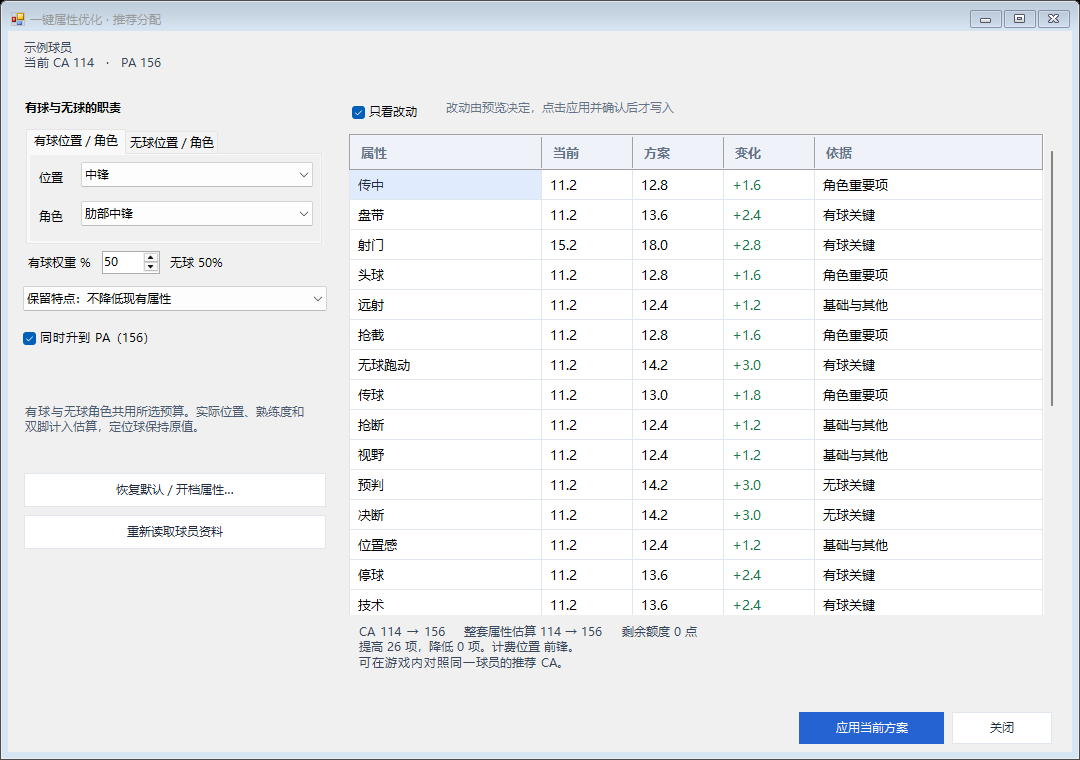 一键属性优化 · 推荐分配
示例球员
当前 CA 114 · PA 156
有球与无球的职责
有球位置 / 角色 无球位置 / 角色
位置 中锋
角色 肋部中锋
有球权重 % 50 无球 50%
保留特点：不降低现有属性
同时升到 PA（156）
有球与无球角色共用所选预算。实际位置、熟练度和
双脚计入估算，定位球保持原值。
恢复默认 / 开档属性...
重新读取球员资料
只看改动 改动由预览决定，点击应用并确认后才写入
属性 当前 方案 变化 依据
传中 11.2 12.8 +1.6 角色重要项
盘带 11.2 13.6 +2.4 有球关键
射门 15.2 18.0 +2.8 有球关键
头球 11.2 12.8 +1.6 角色重要项
远射 11.2 12.4 +1.2 基础与其他
抢截 11.2 12.8 +1.6 角色重要项
无球跑动 11.2 14.2 +3.0 有球关键
传球 11.2 13.0 +1.8 角色重要项
抢断 11.2 12.4 +1.2 基础与其他
视野 11.2 12.4 +1.2 基础与其他
预判 11.2 14.2 +3.0 无球关键
决断 11.2 14.2 +3.0 无球关键
位置感 11.2 12.4 +1.2 基础与其他
停球 11.2 13.6 +2.4 有球关键
技术 11.2 13.6 +2.4 有球关键
CA 114 → 156 整套属性估算 114 → 156 剩余额度 0 点
提高 26 项，降低 0 项。计费位置 前锋。
可在游戏内对照同一球员的推荐 CA。
应用当前方案 关闭